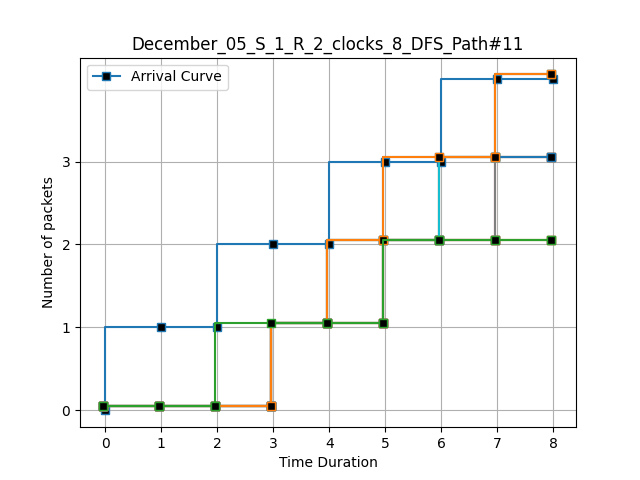 December_05_S_1_R_2_clocks_8_DFS_Path#11
Arrival Curve
Number of packets
3
2
1
0
0 1 2 3 4 5 6 7 8
Time Duration